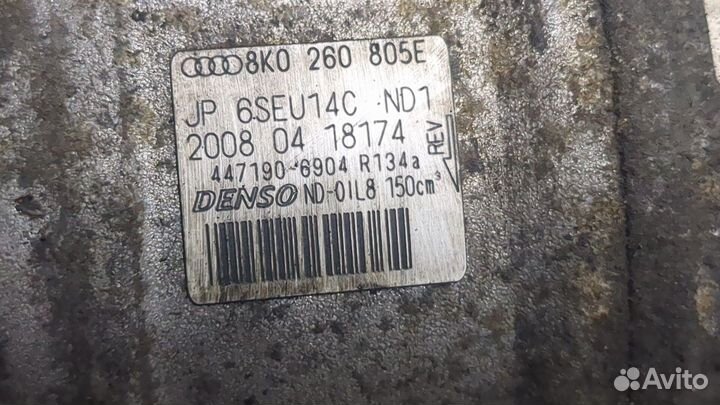 8K0 260 805E
JP 6SEU14C ND1
2008 04 18174
447190-6904 R134a
REV
DENSO ND-OIL8 150cm³
Avito